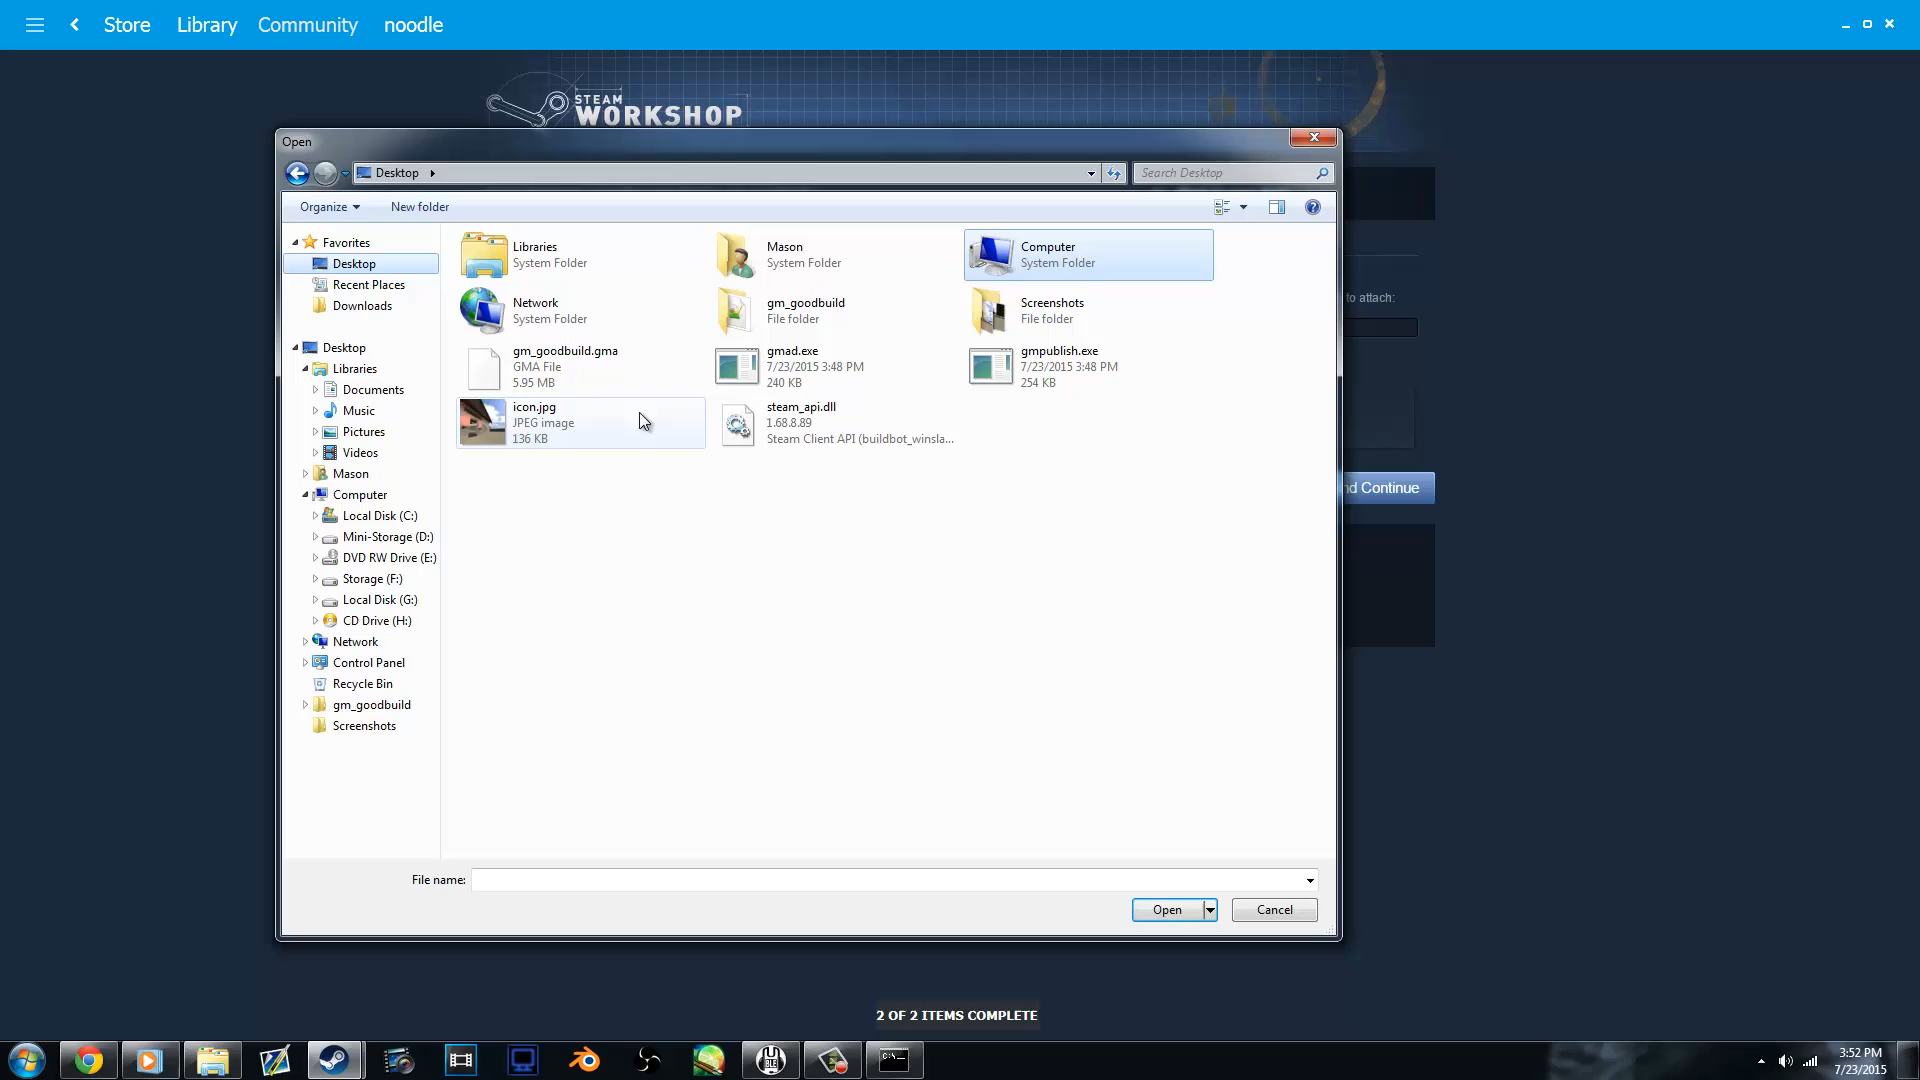 Store Library Community noodle
STEAM
WORKSHOP
Open
Desktop
Search Desktop
Organize New folder
Favorites
Desktop
Recent Places
Downloads
Desktop
Libraries
Documents
Music
Pictures
Videos
Mason
Computer
Local Disk (C:)
Mini-Storage (D:)
DVD RW Drive (E:)
Storage (F:)
Local Disk (G:)
CD Drive (H:)
Network
Control Panel
Recycle Bin
gm_goodbuild
Screenshots
Libraries
System Folder
Mason
System Folder
Computer
System Folder
Network
System Folder
gm_goodbuild
File folder
Screenshots
File folder
gm_goodbuild.gma
GMA File
5.95 MB
gmad.exe
7/23/2015 3:48 PM
240 KB
gmpublish.exe
7/23/2015 3:48 PM
254 KB
icon.jpg
JPEG image
136 KB
steam_api.dll
1.68.8.89
Steam Client API (buildbot_winsla...
to attach:
nd Continue
File name:
Open Cancel
2 OF 2 ITEMS COMPLETE
3:52 PM
7/23/2015